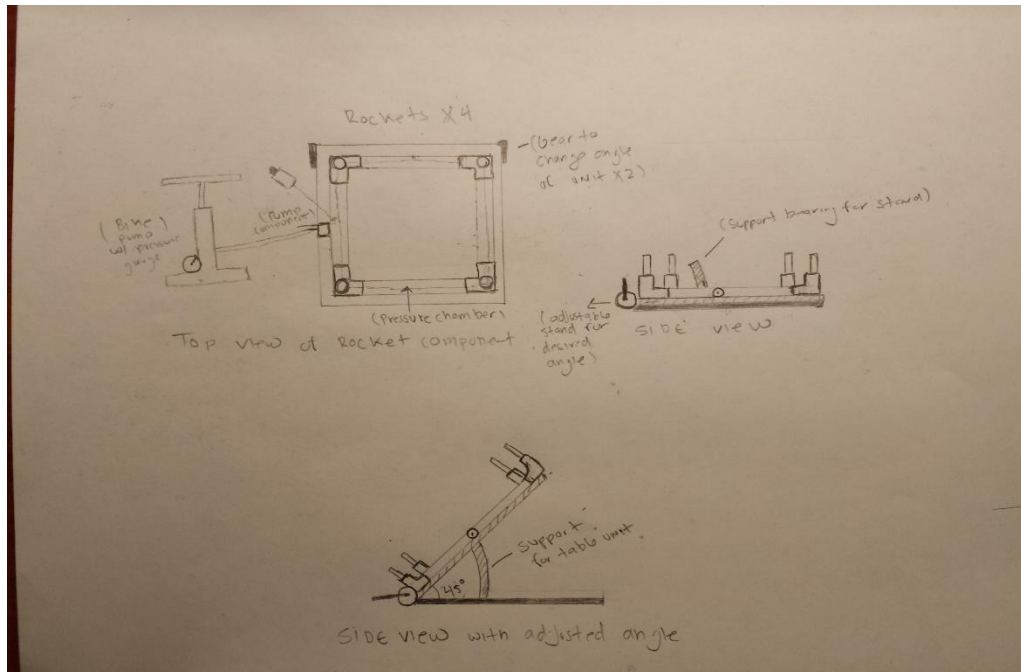 Rockets X4
(Gear to
change angle
of UNIT X2)
(Bike)
pump
w/ pressure
gauge
(Pump
component)
(Pressure chamber)
Top view of Rocket component
(Support bearing for stand)
(adjustable
stand for
desired
angle)
SIDE view
45°
Support
for table UNIT
SIDE view with adjusted angle